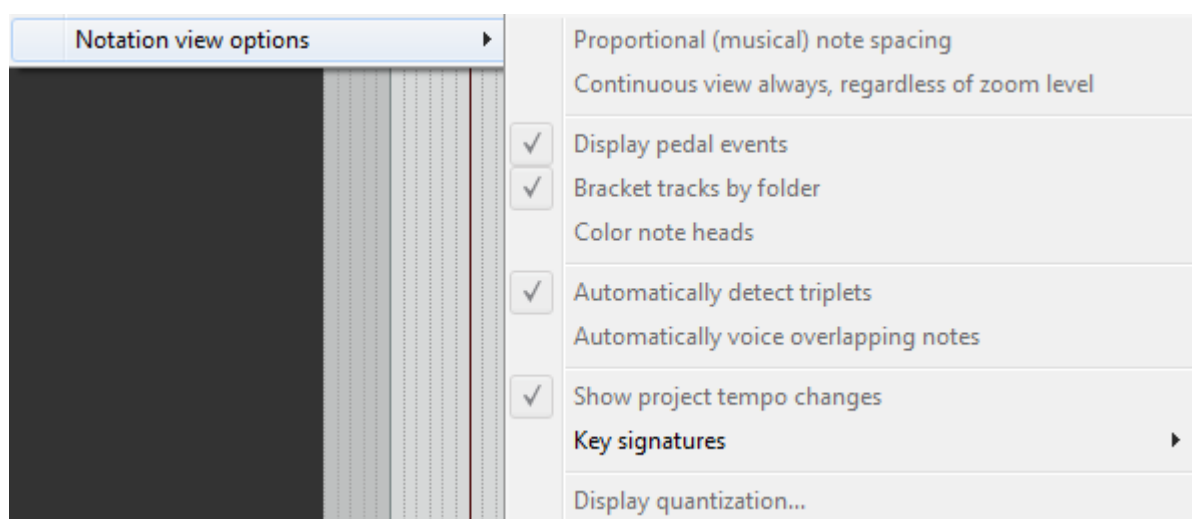 Notation view options
Proportional (musical) note spacing
Continuous view always, regardless of zoom level
Display pedal events
Bracket tracks by folder
Color note heads
Automatically detect triplets
Automatically voice overlapping notes
Show project tempo changes
Key signatures
Display quantization...